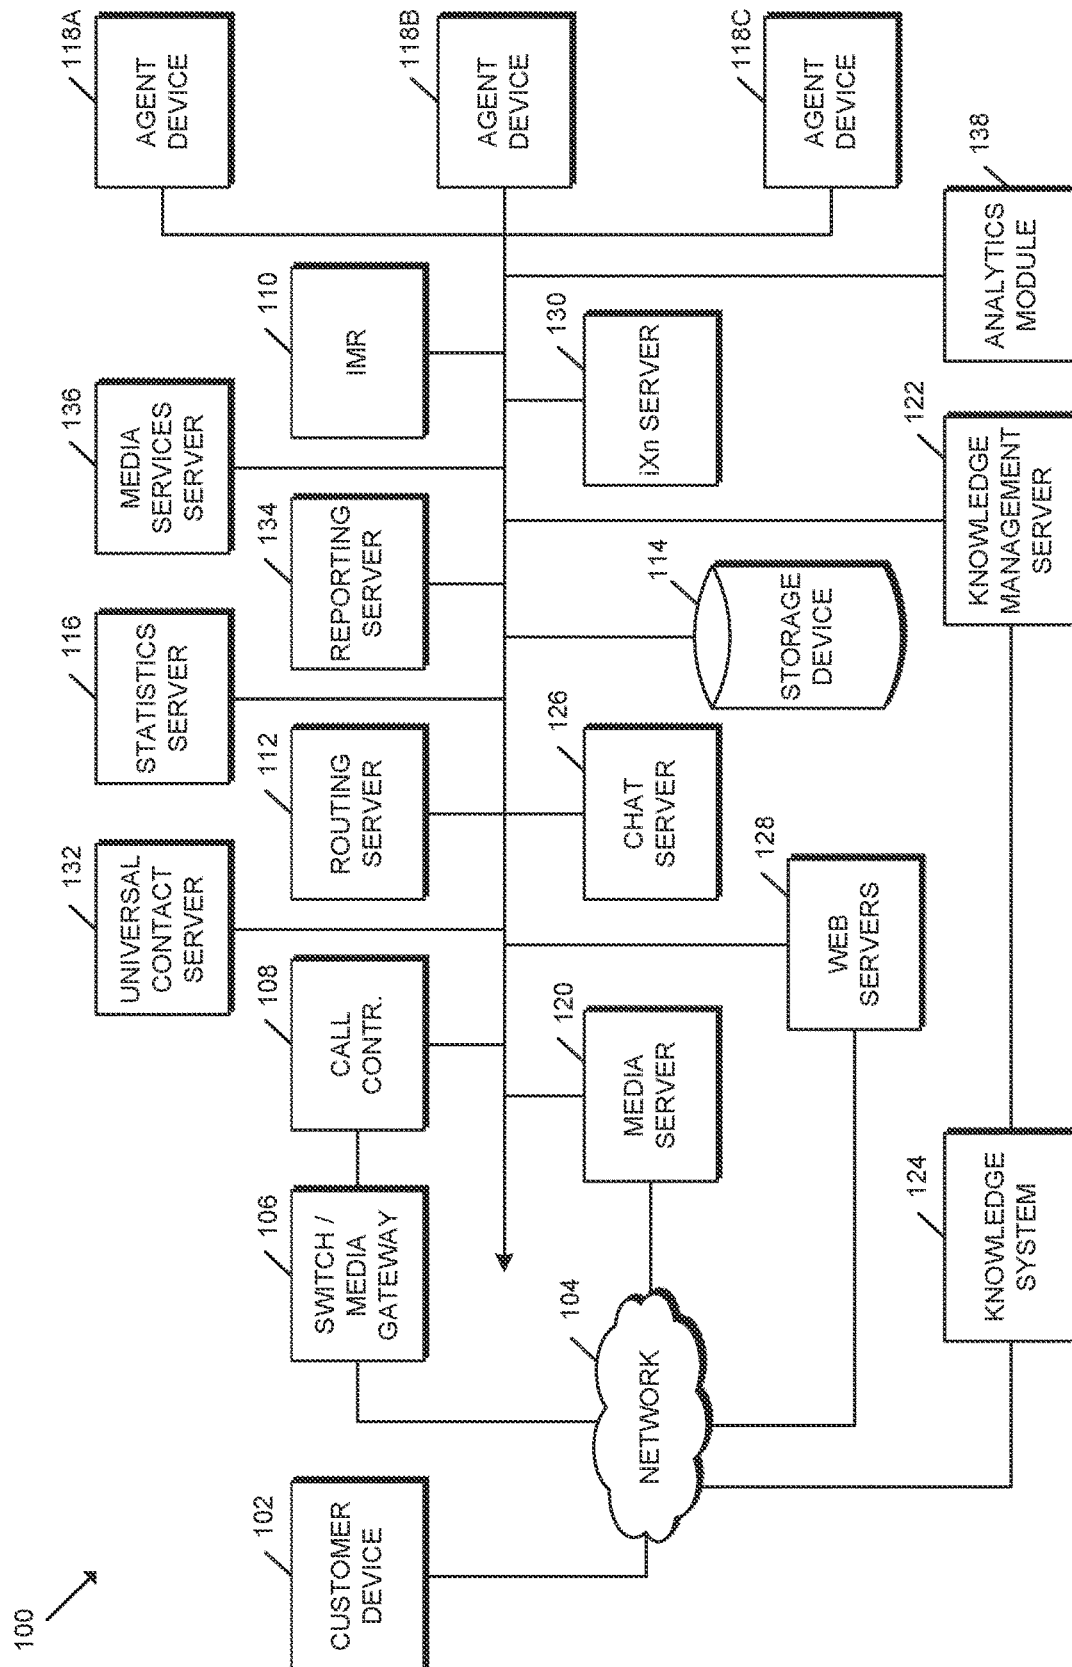 100
102
CUSTOMER
DEVICE
104
NETWORK
106
SWITCH /
MEDIA
GATEWAY
108
CALL
CONTR.
132
UNIVERSAL
CONTACT
SERVER
112
ROUTING
SERVER
116
STATISTICS
SERVER
134
REPORTING
SERVER
136
MEDIA
SERVICES
SERVER
110
IMR
118A
AGENT
DEVICE
118B
AGENT
DEVICE
118C
AGENT
DEVICE
120
MEDIA
SERVER
128
WEB
SERVERS
126
CHAT
SERVER
114
STORAGE
DEVICE
130
iXn SERVER
124
KNOWLEDGE
SYSTEM
122
KNOWLEDGE
MANAGEMENT
SERVER
138
ANALYTICS
MODULE